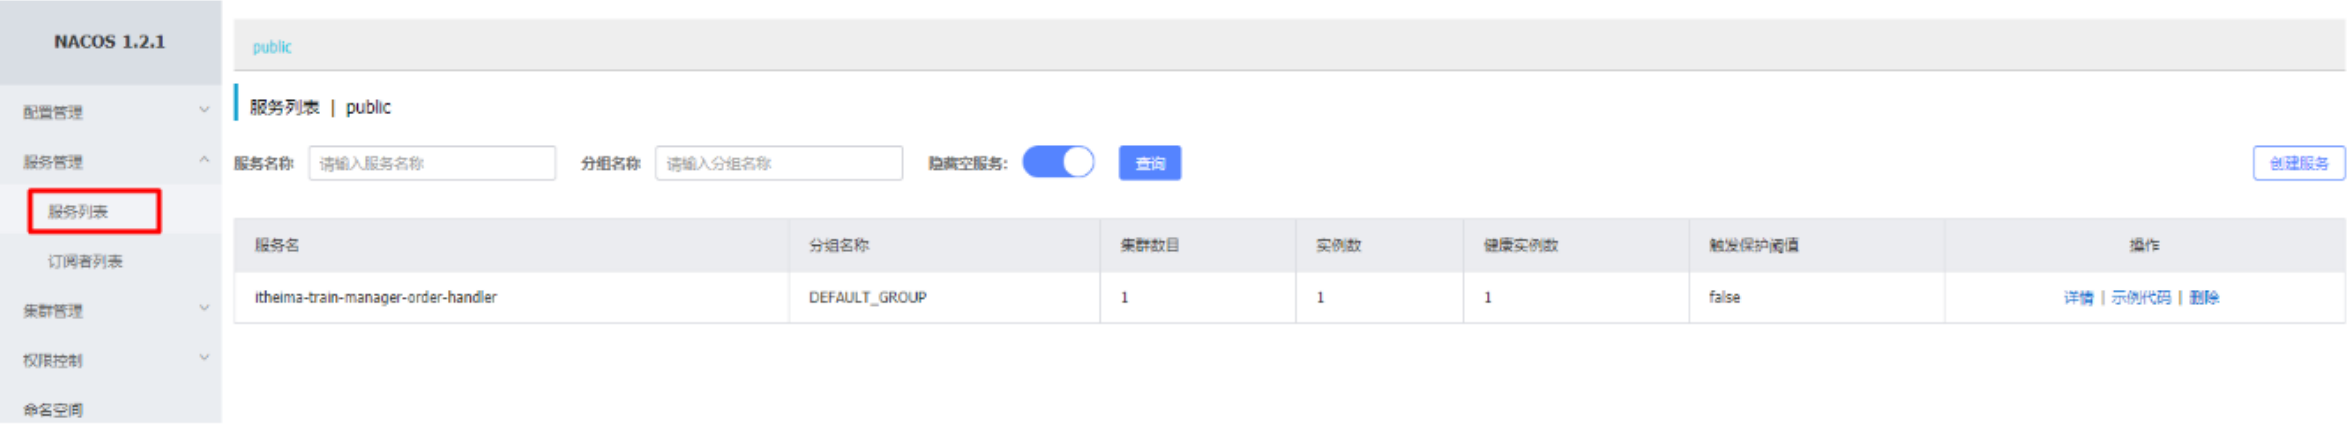 NACOS 1.2.1
public
配置管理
服务管理
服务列表
订阅者列表
集群管理
权限控制
命名空间
服务列表 | public
服务名称 请输入服务名称 分组名称 请输入分组名称 隐藏空服务: 查询 创建服务
服务名 分组名称 集群数目 实例数 健康实例数 触发保护阈值 操作
itheima-train-manager-order-handler DEFAULT_GROUP 1 1 1 false 详情 | 示例代码 | 删除